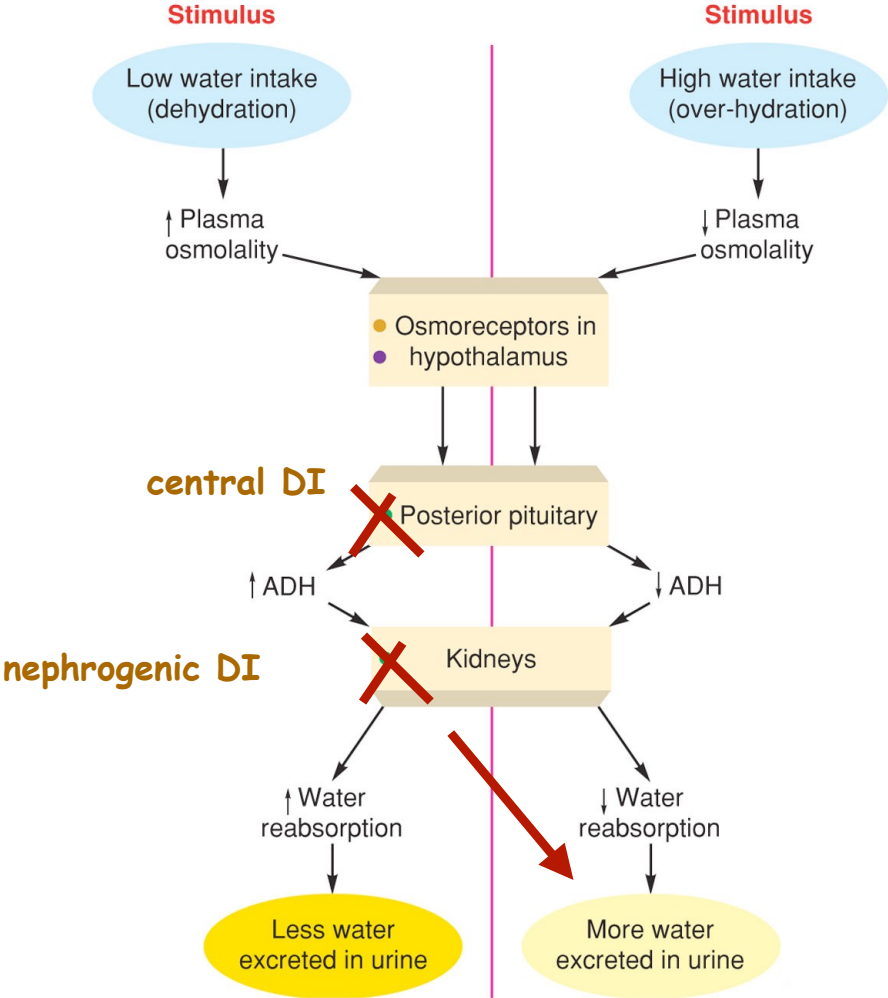 Stimulus
Stimulus
Low water intake
(dehydration)
High water intake
(over-hydration)
↑ Plasma
osmolality
↓ Plasma
osmolality
Osmoreceptors in
hypothalamus
central DI
Posterior pituitary
↑ ADH
↓ ADH
nephrogenic DI
Kidneys
↑ Water
reabsorption
↓ Water
reabsorption
Less water
excreted in urine
More water
excreted in urine